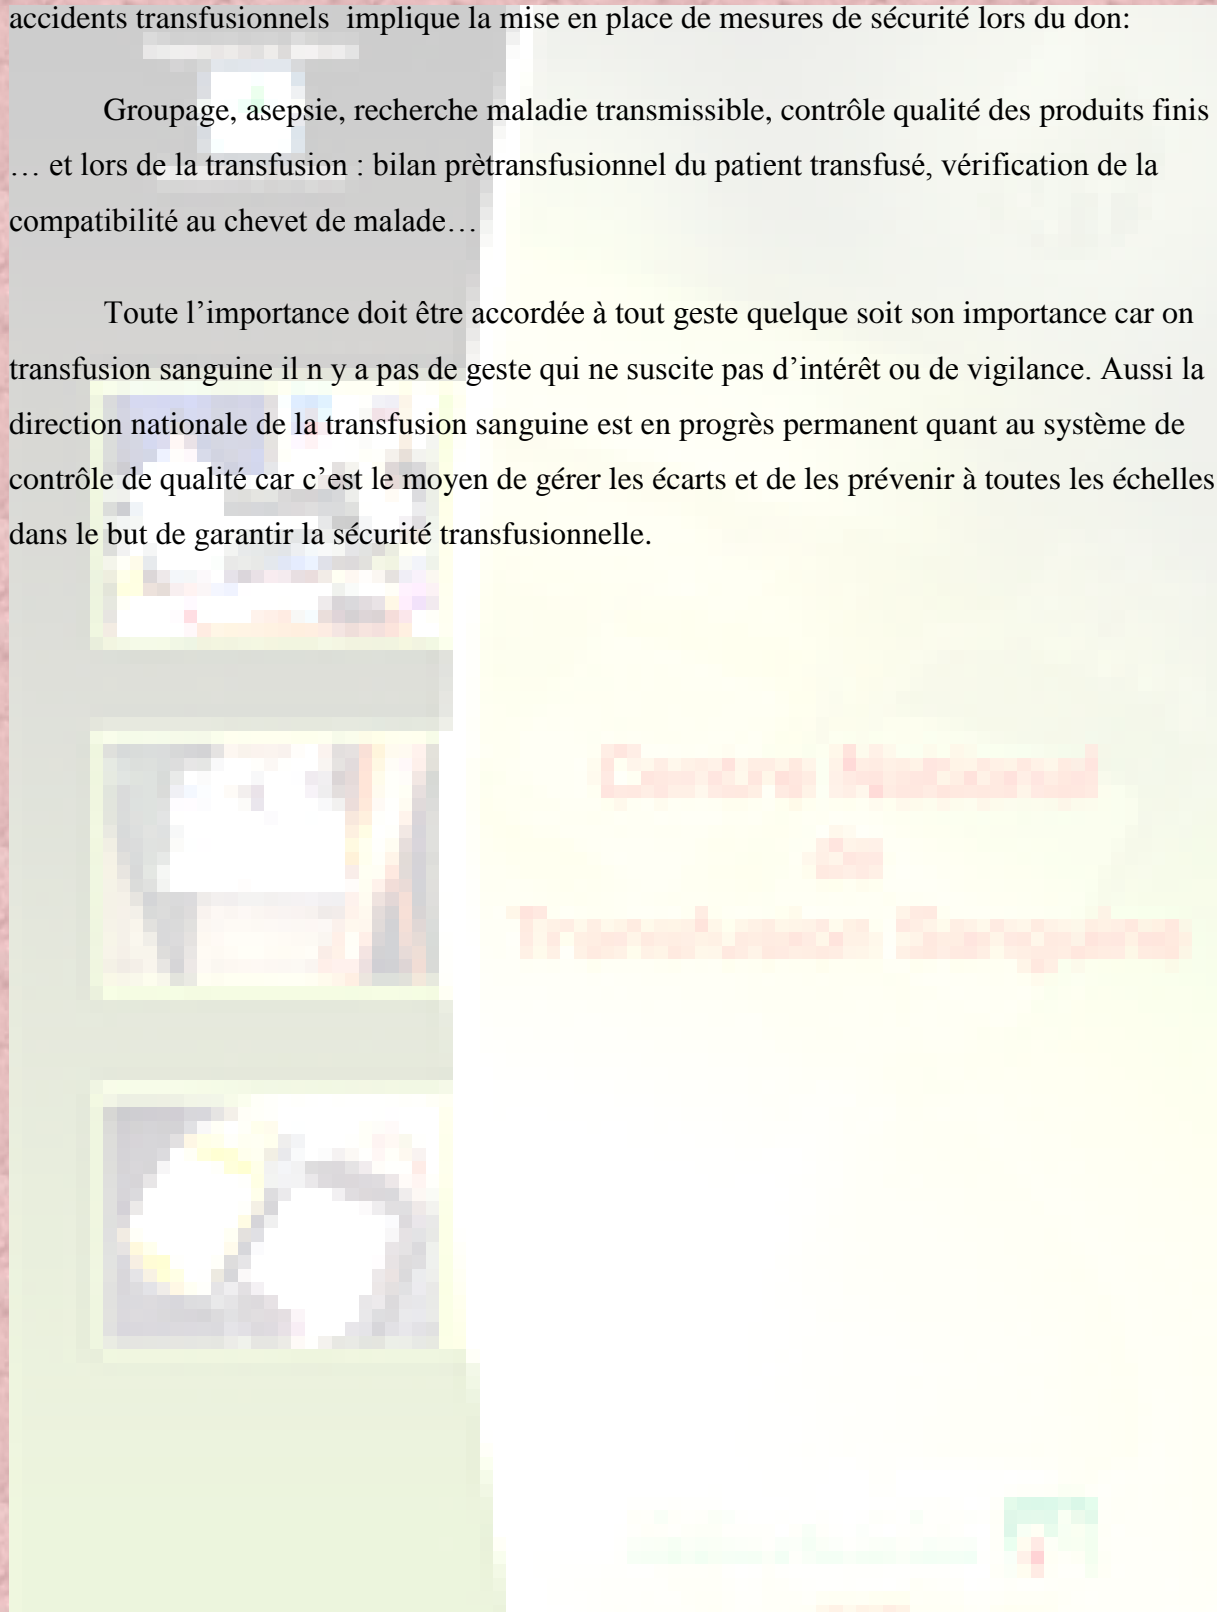 accidents transfusionnels implique la mise en place de mesures de sécurité lors du don:
Groupage, asepsie, recherche maladie transmissible, contrôle qualité des produits finis
… et lors de la transfusion : bilan prètransfusionnel du patient transfusé, vérification de la
compatibilité au chevet de malade…
Toute l’importance doit être accordée à tout geste quelque soit son importance car on
transfusion sanguine il n y a pas de geste qui ne suscite pas d’intérêt ou de vigilance. Aussi la
direction nationale de la transfusion sanguine est en progrès permanent quant au système de
contrôle de qualité car c’est le moyen de gérer les écarts et de les prévenir à toutes les échelles
dans le but de garantir la sécurité transfusionnelle.
Centre National
de
Transfusion Sanguine